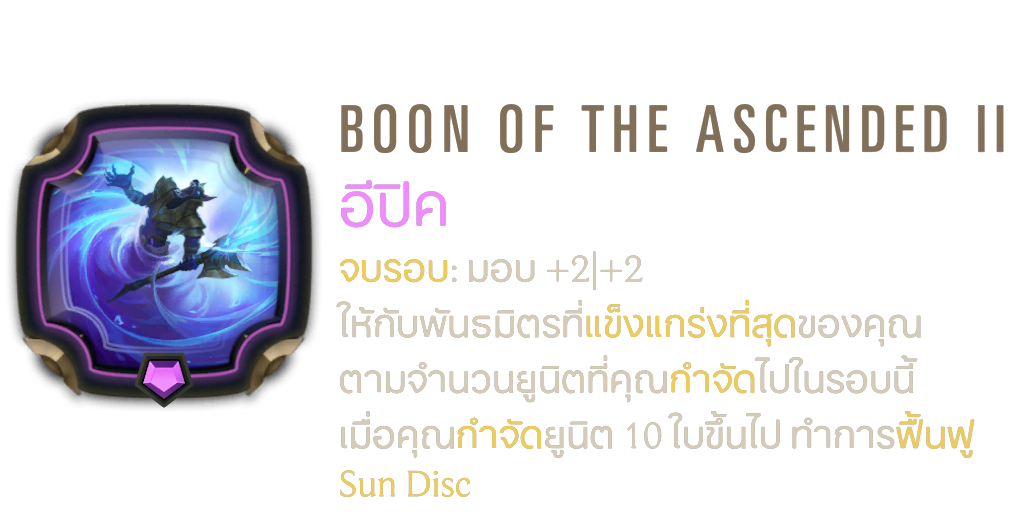 BOON OF THE ASCENDED II
อีปิค
จบรอบ: มอบ +2|+2
ให้กับพันธมิตรที่แข็งแกร่งที่สุดของคุณ
ตามจำนวนยูนิตที่คุณกำจัดไปในรอบนี้
เมื่อคุณกำจัดยูนิต 10 ใบขึ้นไป ทำการฟื้นฟู
Sun Disc